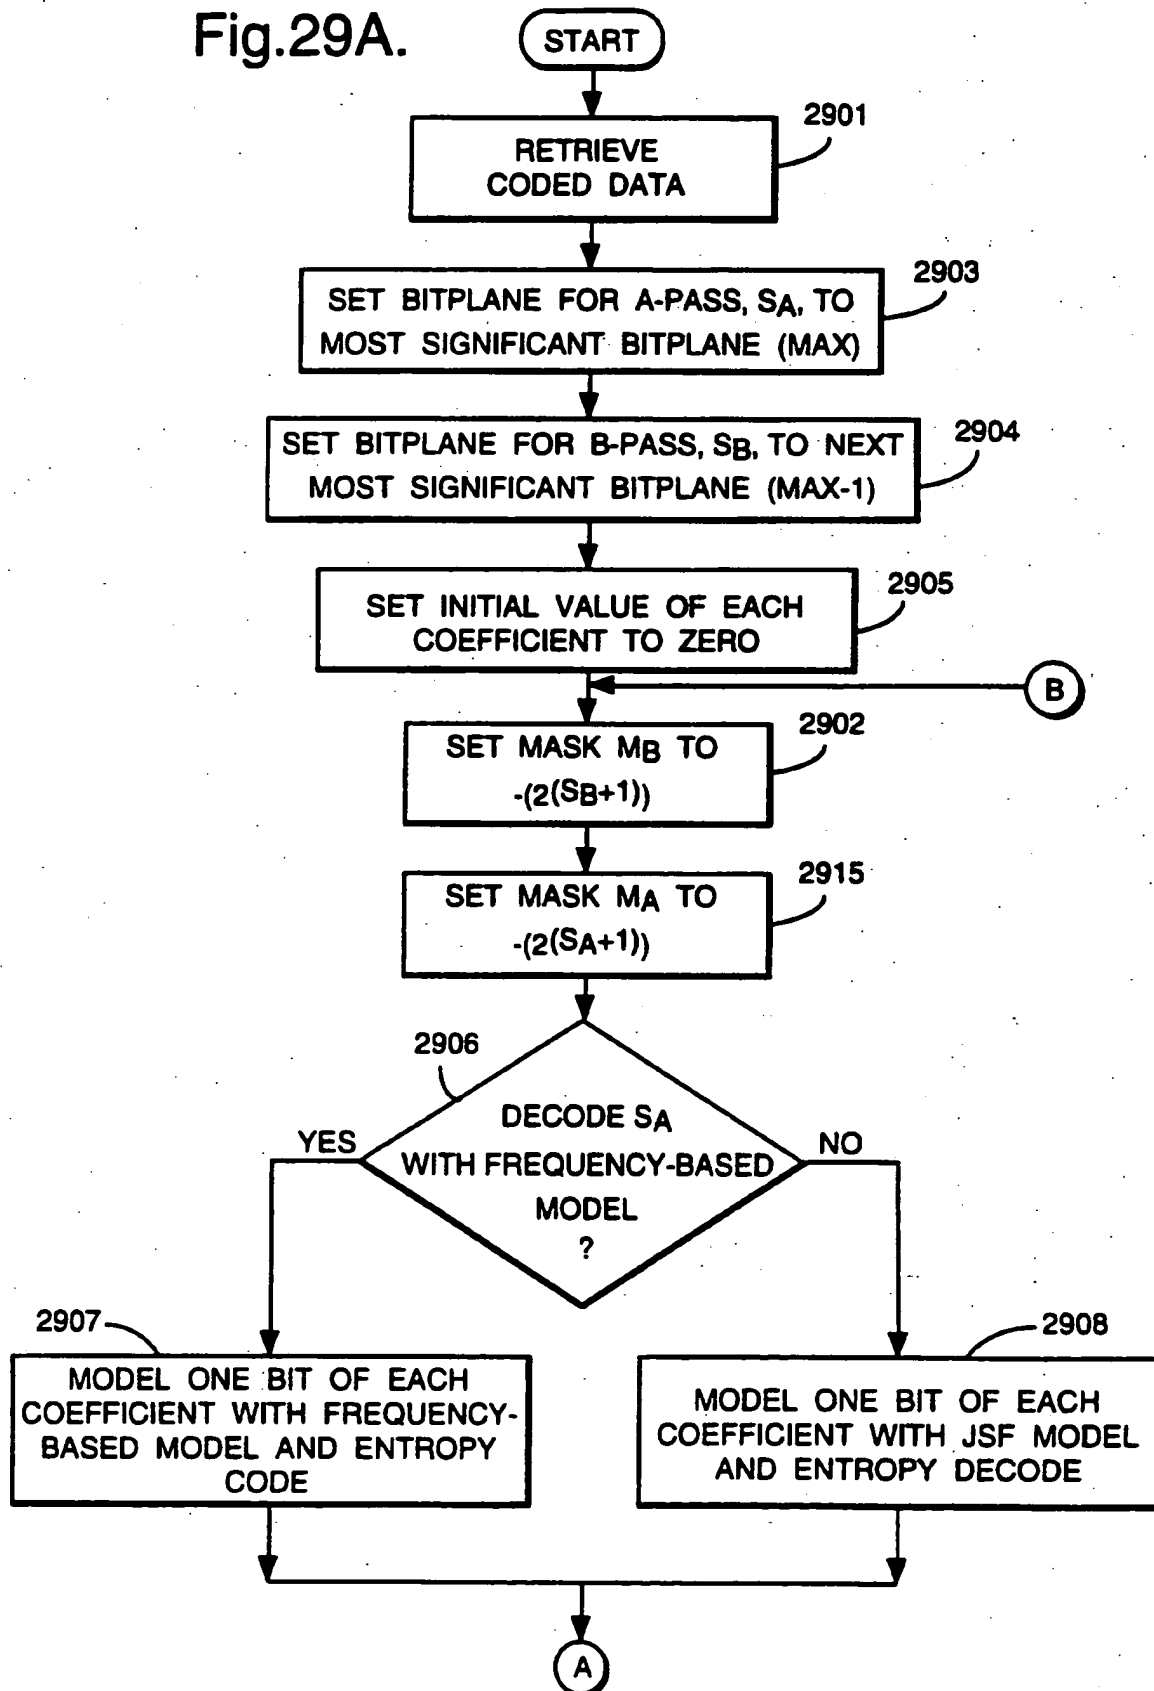 Fig.29A.
START
2901
RETRIEVE
CODED DATA
2903
SET BITPLANE FOR A-PASS, SA, TO
MOST SIGNIFICANT BITPLANE (MAX)
2904
SET BITPLANE FOR B-PASS, SB, TO NEXT
MOST SIGNIFICANT BITPLANE (MAX-1)
2905
SET INITIAL VALUE OF EACH
COEFFICIENT TO ZERO
B
2902
SET MASK MB TO
-(2(SB+1))
2915
SET MASK MA TO
-(2(SA+1))
2906
DECODE SA
WITH FREQUENCY-BASED
MODEL
?
YES
NO
2907
MODEL ONE BIT OF EACH
COEFFICIENT WITH FREQUENCY-
BASED MODEL AND ENTROPY
CODE
2908
MODEL ONE BIT OF EACH
COEFFICIENT WITH JSF MODEL
AND ENTROPY DECODE
A